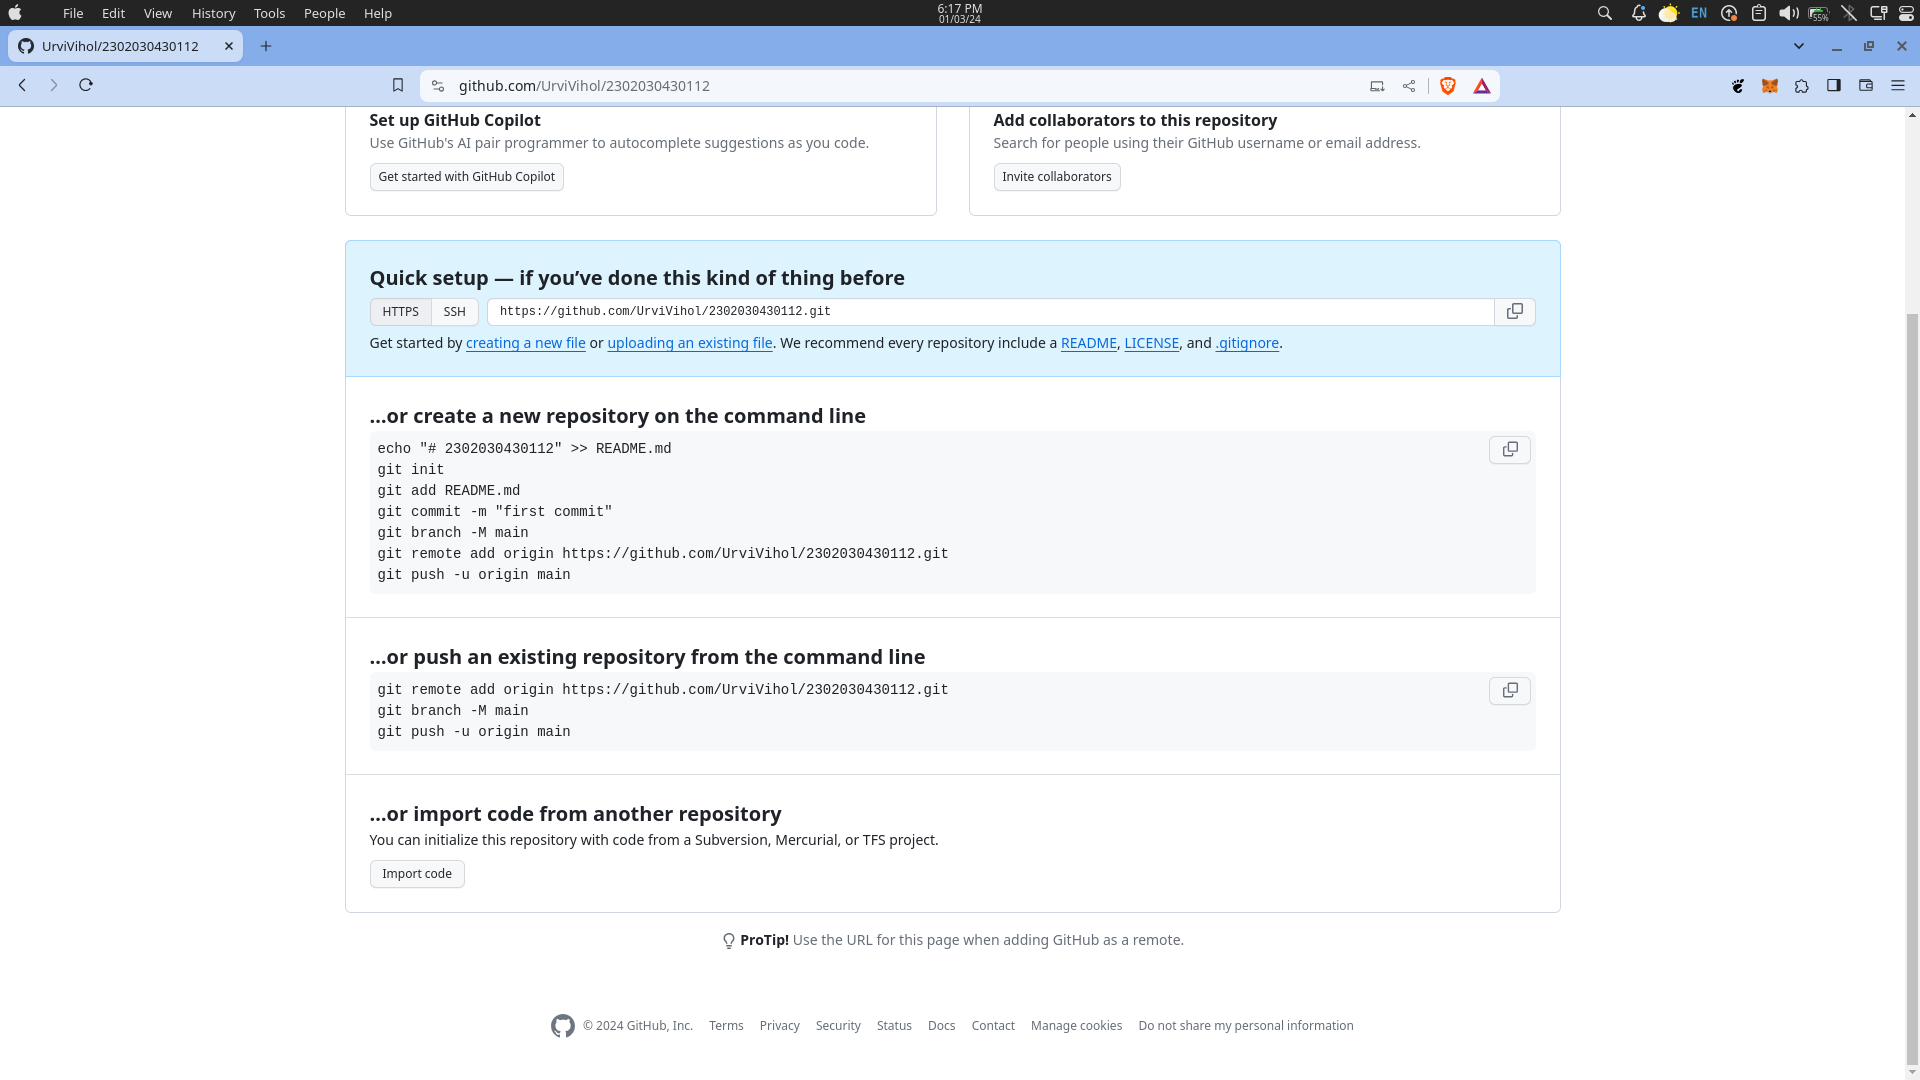 File Edit View History Tools People Help
6:17 PM
01/03/24
EN
55%
UrviVihol/2302030430112
github.com/UrviVihol/2302030430112
Set up GitHub Copilot
Use GitHub's AI pair programmer to autocomplete suggestions as you code.
Get started with GitHub Copilot
Add collaborators to this repository
Search for people using their GitHub username or email address.
Invite collaborators
Quick setup — if you’ve done this kind of thing before
HTTPS SSH https://github.com/UrviVihol/2302030430112.git
Get started by creating a new file or uploading an existing file. We recommend every repository include a README, LICENSE, and .gitignore.
…or create a new repository on the command line
echo "# 2302030430112" >> README.md
git init
git add README.md
git commit -m "first commit"
git branch -M main
git remote add origin https://github.com/UrviVihol/2302030430112.git
git push -u origin main
…or push an existing repository from the command line
git remote add origin https://github.com/UrviVihol/2302030430112.git
git branch -M main
git push -u origin main
…or import code from another repository
You can initialize this repository with code from a Subversion, Mercurial, or TFS project.
Import code
ProTip! Use the URL for this page when adding GitHub as a remote.
© 2024 GitHub, Inc. Terms Privacy Security Status Docs Contact Manage cookies Do not share my personal information